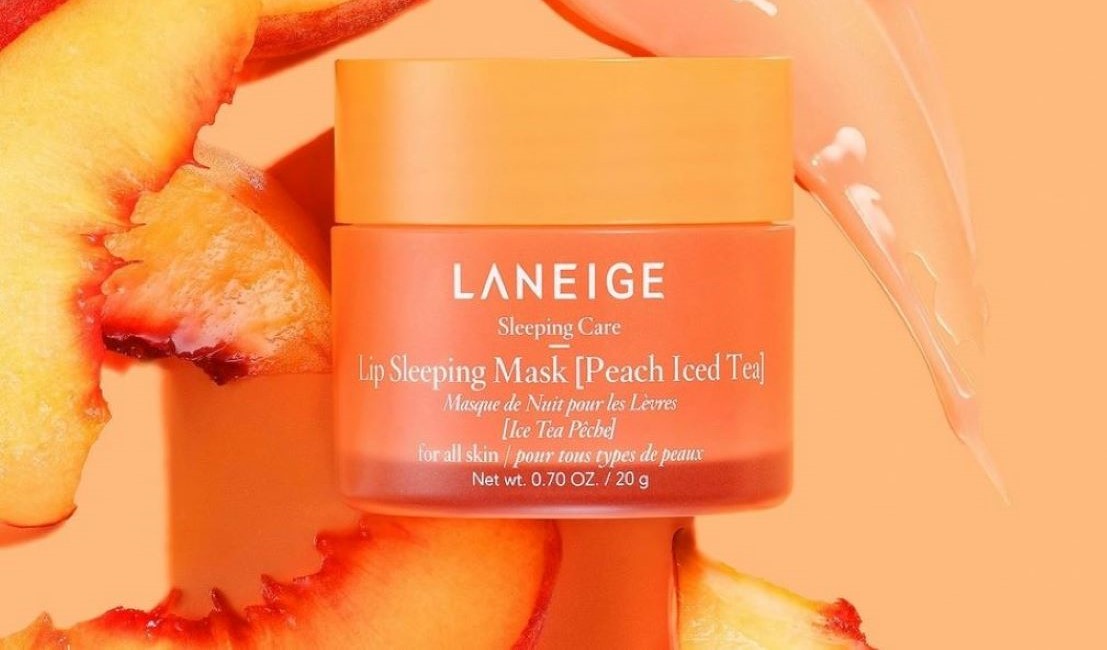 LANEIGE
Sleeping Care
Lip Sleeping Mask [Peach Iced Tea]
Masque de Nuit pour les Lèvres
[Ice Tea Pêche]
for all skin / pour tous types de peaux
Net wt. 0.70 OZ. / 20 g